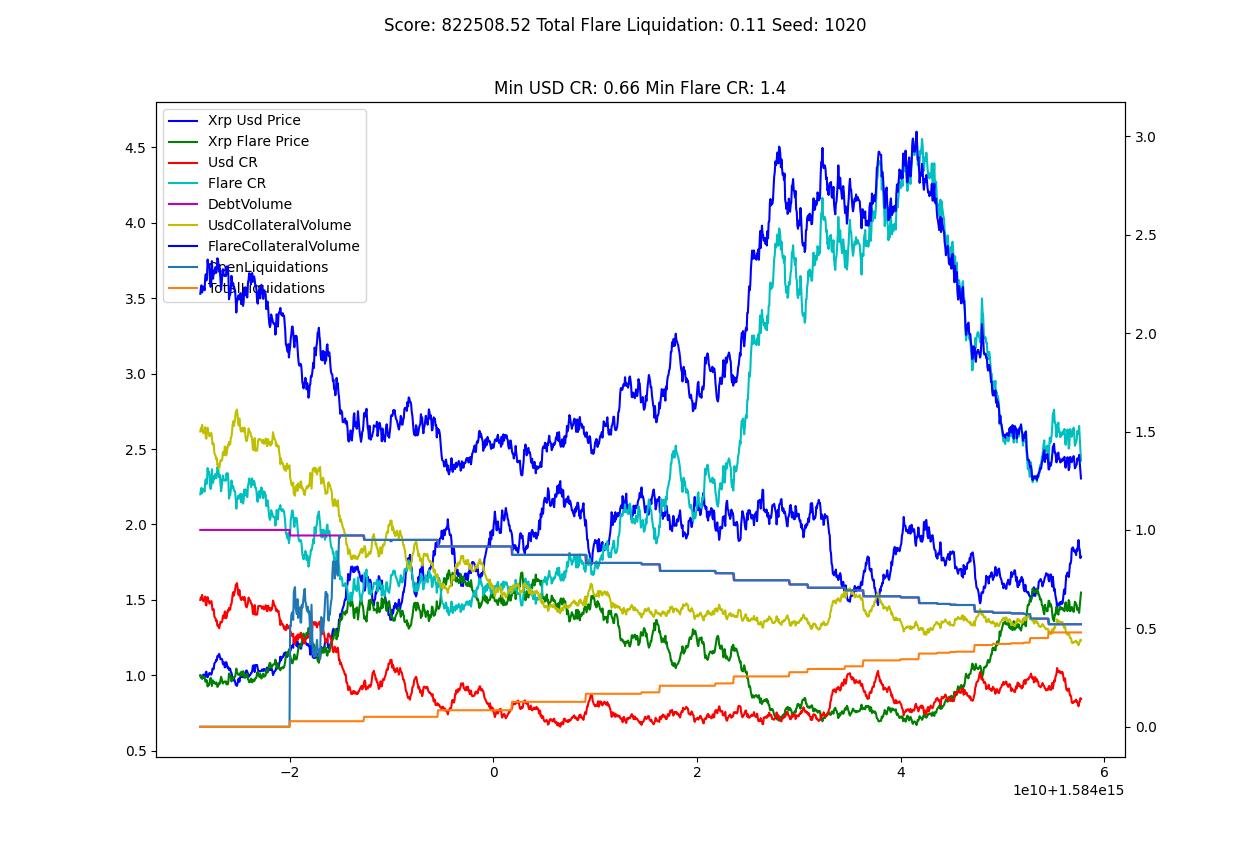 Score: 822508.52 Total Flare Liquidation: 0.11 Seed: 1020
Min USD CR: 0.66 Min Flare CR: 1.4
Xrp Usd Price
Xrp Flare Price
Usd CR
Flare CR
DebtVolume
UsdCollateralVolume
FlareCollateralVolume
OpenLiquidations
TotalLiquidations
4.5
4.0
3.5
3.0
2.5
2.0
1.5
1.0
0.5
3.0
2.5
2.0
1.5
1.0
0.5
0.0
−2
0
2
4
6
1e10+1.584e15